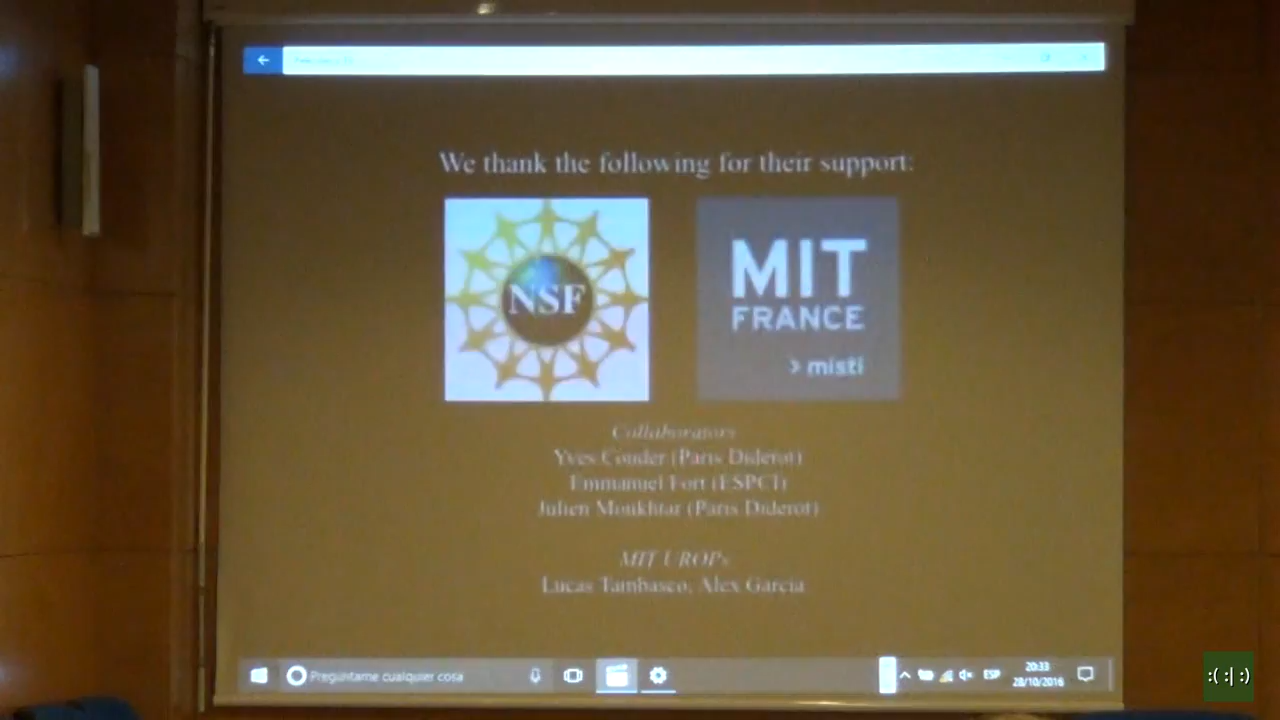 We thank the following for their support:
NSF
MIT
FRANCE
> misti
Collaborators
Yves Couder (Paris Diderot)
Emmanuel Fort (ESPCI)
Julien Moukhtar (Paris Diderot)
MIT UROPs
Lucas Tambasco, Alex Garcia
Pregúntame cualquier cosa
ESP
20:33
28/10/2016
:( :| :)